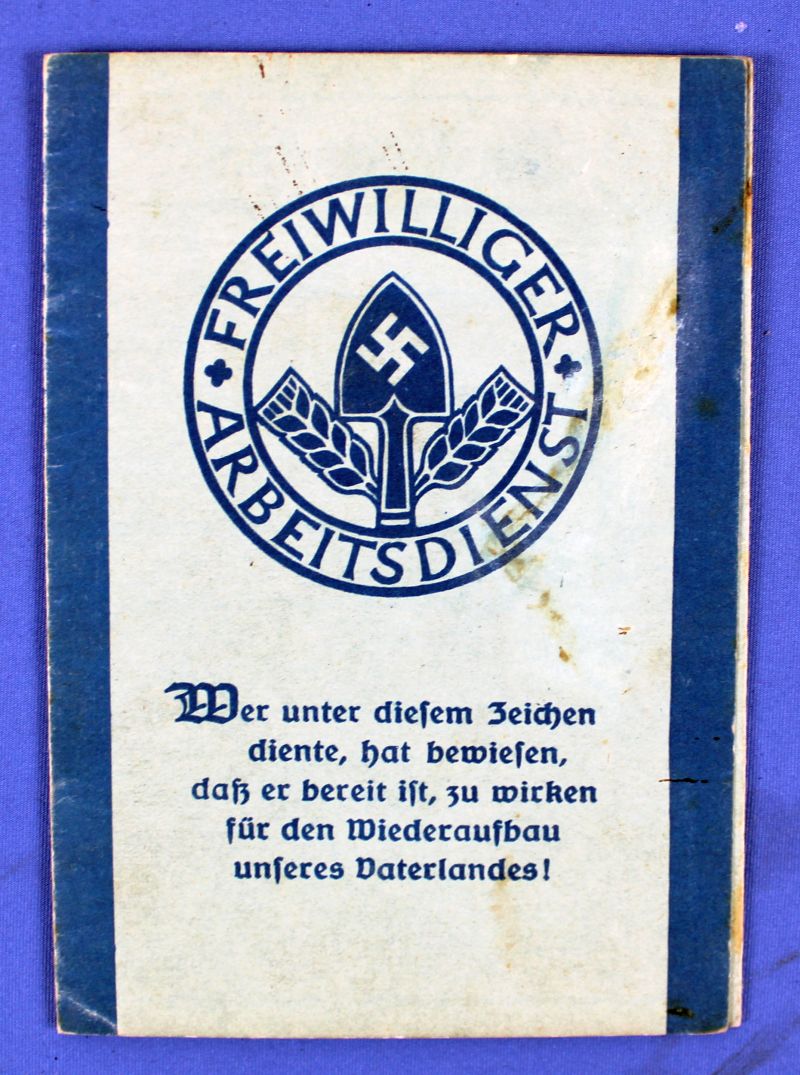 FREIWILLIGER
ARBEITSDIENST
Wer unter dieſem Zeichen
diente, hat bewieſen,
daß er bereit iſt, zu wirken
für den Wiederaufbau
unſeres Vaterlandes!